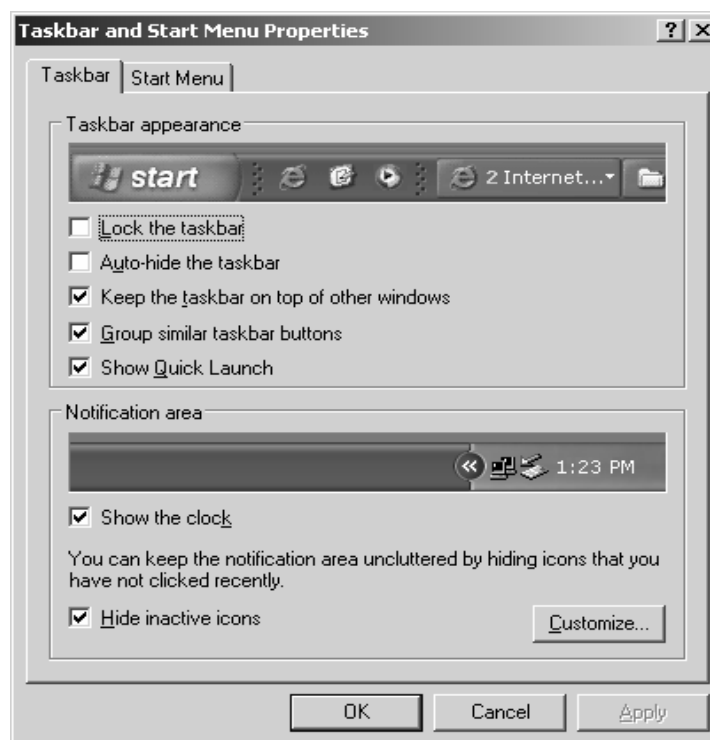 Taskbar and Start Menu Properties
Taskbar Start Menu
Taskbar appearance
start 2 Internet...
Lock the taskbar
Auto-hide the taskbar
Keep the taskbar on top of other windows
Group similar taskbar buttons
Show Quick Launch
Notification area
1:23 PM
Show the clock
You can keep the notification area uncluttered by hiding icons that you
have not clicked recently.
Hide inactive icons
Customize...
OK Cancel Apply